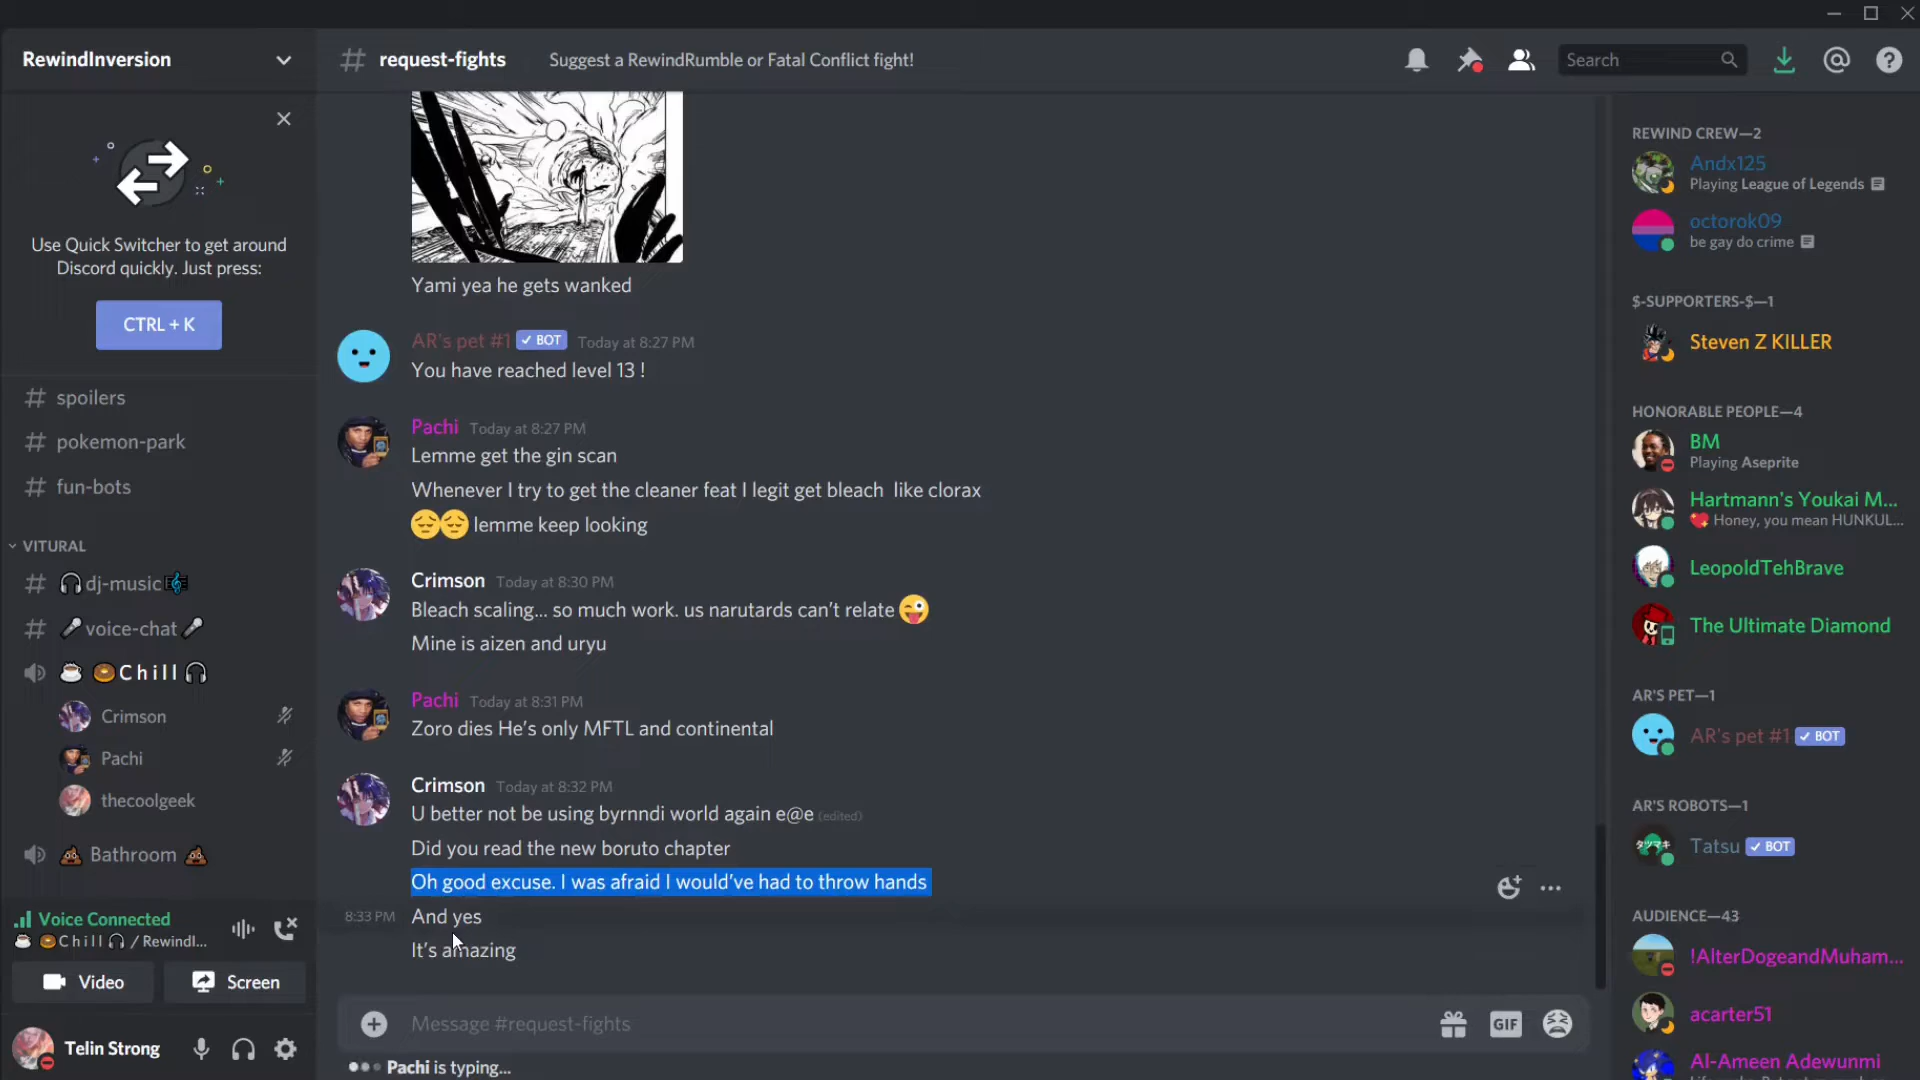 RewindInversion
request-fights
Suggest a RewindRumble or Fatal Conflict fight!
Search
Use Quick Switcher to get around
Discord quickly. Just press:
CTRL + K
spoilers
pokemon-park
fun-bots
VITURAL
dj-music
voice-chat
Chill
Crimson
Pachi
thecoolgeek
Bathroom
Voice Connected
Chill / RewindI...
Video
Screen
Telin Strong
Yami yea he gets wanked
AR's pet #1 BOT Today at 8:27 PM
You have reached level 13 !
Pachi Today at 8:27 PM
Lemme get the gin scan
Whenever I try to get the cleaner feat I legit get bleach like clorax
😔😔 lemme keep looking
Crimson Today at 8:30 PM
Bleach scaling... so much work. us narutards can't relate 😜
Mine is aizen and uryu
Pachi Today at 8:31 PM
Zoro dies He's only MFTL and continental
Crimson Today at 8:32 PM
U better not be using byrnndi world again e@e (edited)
Did you read the new boruto chapter
Oh good excuse. I was afraid I would've had to throw hands
8:33 PM And yes
It's amazing
Message #request-fights
GIF
Pachi is typing...
REWIND CREW—2
Andx125
Playing League of Legends
octorok09
be gay do crime
$-SUPPORTERS-$—1
Steven Z KILLER
HONORABLE PEOPLE—4
BM
Playing Aseprite
Hartmann's Youkai M...
💖 Honey, you mean HUNKUL...
LeopoldTehBrave
The Ultimate Diamond
AR'S PET—1
AR's pet #1 BOT
AR'S ROBOTS—1
Tatsu BOT
AUDIENCE—43
!AlterDogeandMuham...
acarter51
Al-Ameen Adewunmi